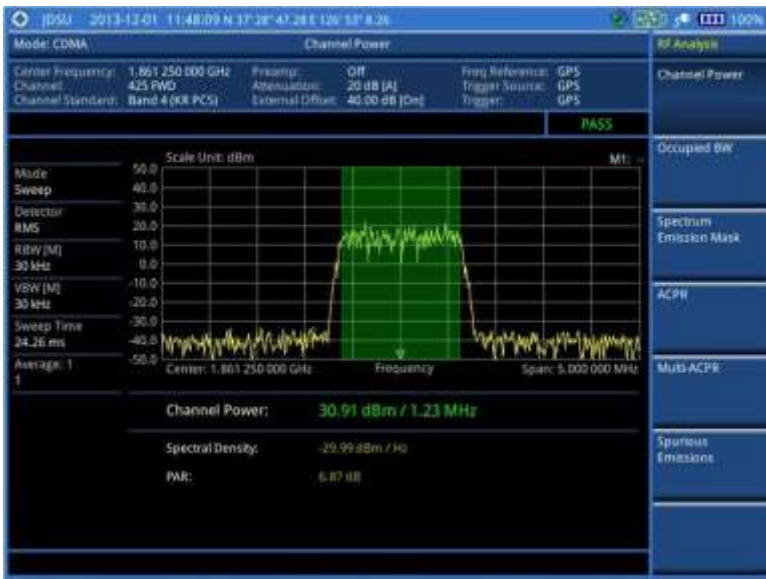 JDSU 2013-12-01 11:48:09 N 37° 28" 47.28 E 126° 53" 8.26 100%
Mode: CDMA Channel Power RF Analysis
Center Frequency: 1.861 250 000 GHz Preamp: Off Freq Reference: GPS
Channel: 425 FWD Attenuation: 20 dB [A] Trigger Source: GPS
Channel Standard: Band 4 (KR PCS) External Offset: 40.00 dB [On] Trigger: GPS
PASS
Scale Unit: dBm M1: --
Mode
Sweep
Detector
RMS
RBW [M]
30 kHz
VBW [M]
30 kHz
Sweep Time
24.26 ms
Average: 1
1
50.0
40.0
30.0
20.0
10.0
0.0
-10.0
-20.0
-30.0
-40.0
-50.0
Center: 1.861 250 000 GHz Frequency Span: 5.000 000 MHz
Channel Power: 30.91 dBm / 1.23 MHz
Spectral Density: -29.99 dBm / Hz
PAR: 6.87 dB
Channel Power
Occupied BW
Spectrum
Emission Mask
ACPR
Multi-ACPR
Spurious
Emissions